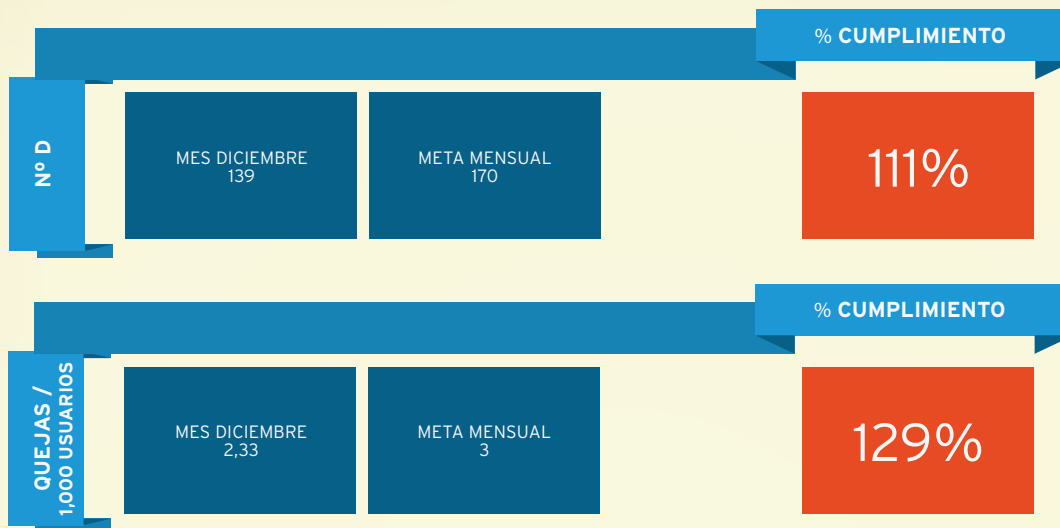 % CUMPLIMIENTO
Nº D
MES DICIEMBRE
139
META MENSUAL
170
111%
% CUMPLIMIENTO
QUEJAS /
1,000 USUARIOS
MES DICIEMBRE
2,33
META MENSUAL
3
129%